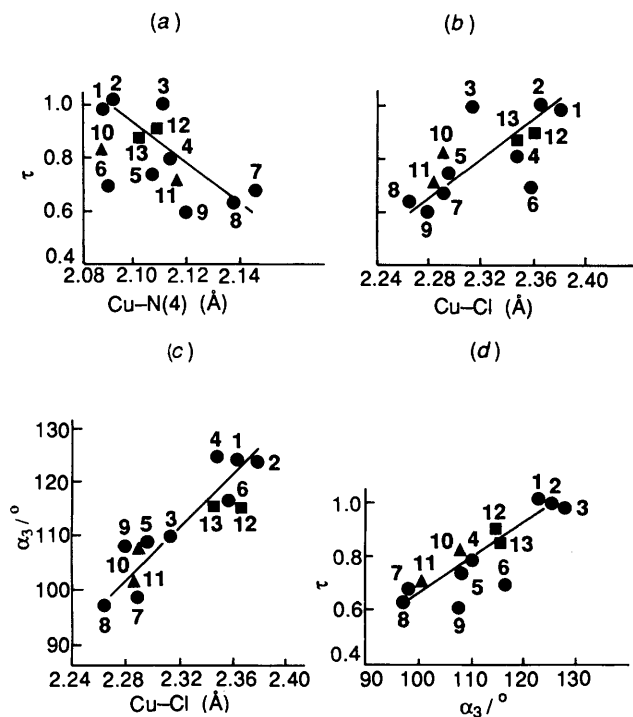 (a)
1 2 3
1.0
10 12
0.8
13 4
τ
6 5 11 7
0.6
9 8
0.4
2.08 2.10 2.12 2.14
Cu–N(4) (Å)
(b)
3 2 1
13 12
10 5 4
11
8 7 6
9
2.24 2.28 2.32 2.36 2.40
Cu–Cl (Å)
(c)
130
4 1 2
120
α₃/°
6
9 5 3 13 12
110
10
11
100
8 7
90
2.24 2.28 2.32 2.36 2.40
Cu–Cl (Å)
(d)
1 2 3
1.0
12
10 4 13
0.8
11
τ
7 5 6
0.6
8 9
0.4
90 100 110 120 130
α₃/°